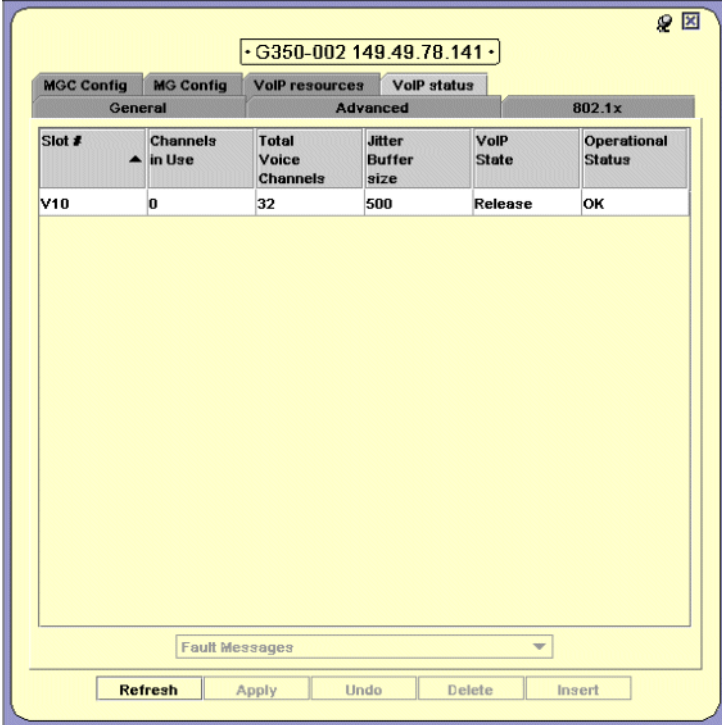 • G350-002 149.49.78.141 •
MGC Config MG Config VoIP resources VoIP status
General Advanced 802.1x
Slot # Channels in Use Total Voice Channels Jitter Buffer size VoIP State Operational Status
V10 0 32 500 Release OK
Fault Messages
Refresh Apply Undo Delete Insert